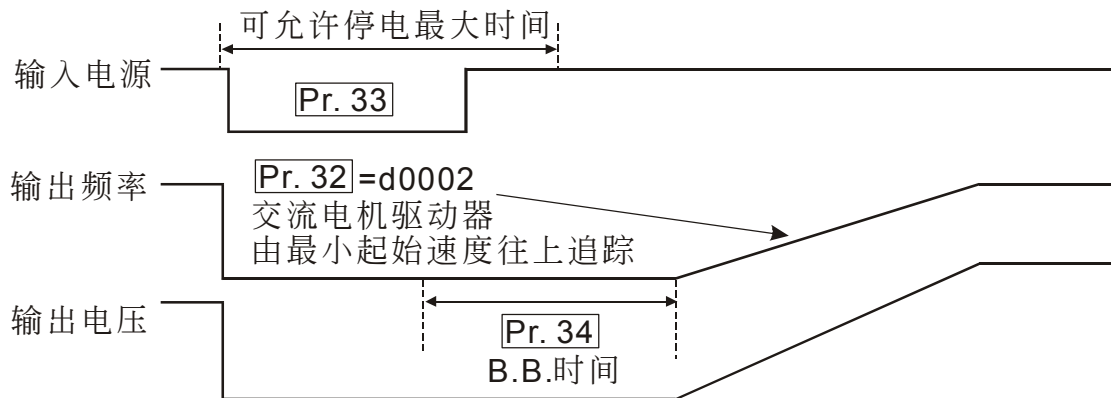 可允许停电最大时间
输入电源
Pr. 33
输出频率
Pr. 32 =d0002
交流电机驱动器
由最小起始速度往上追踪
输出电压
Pr. 34
B.B.时间